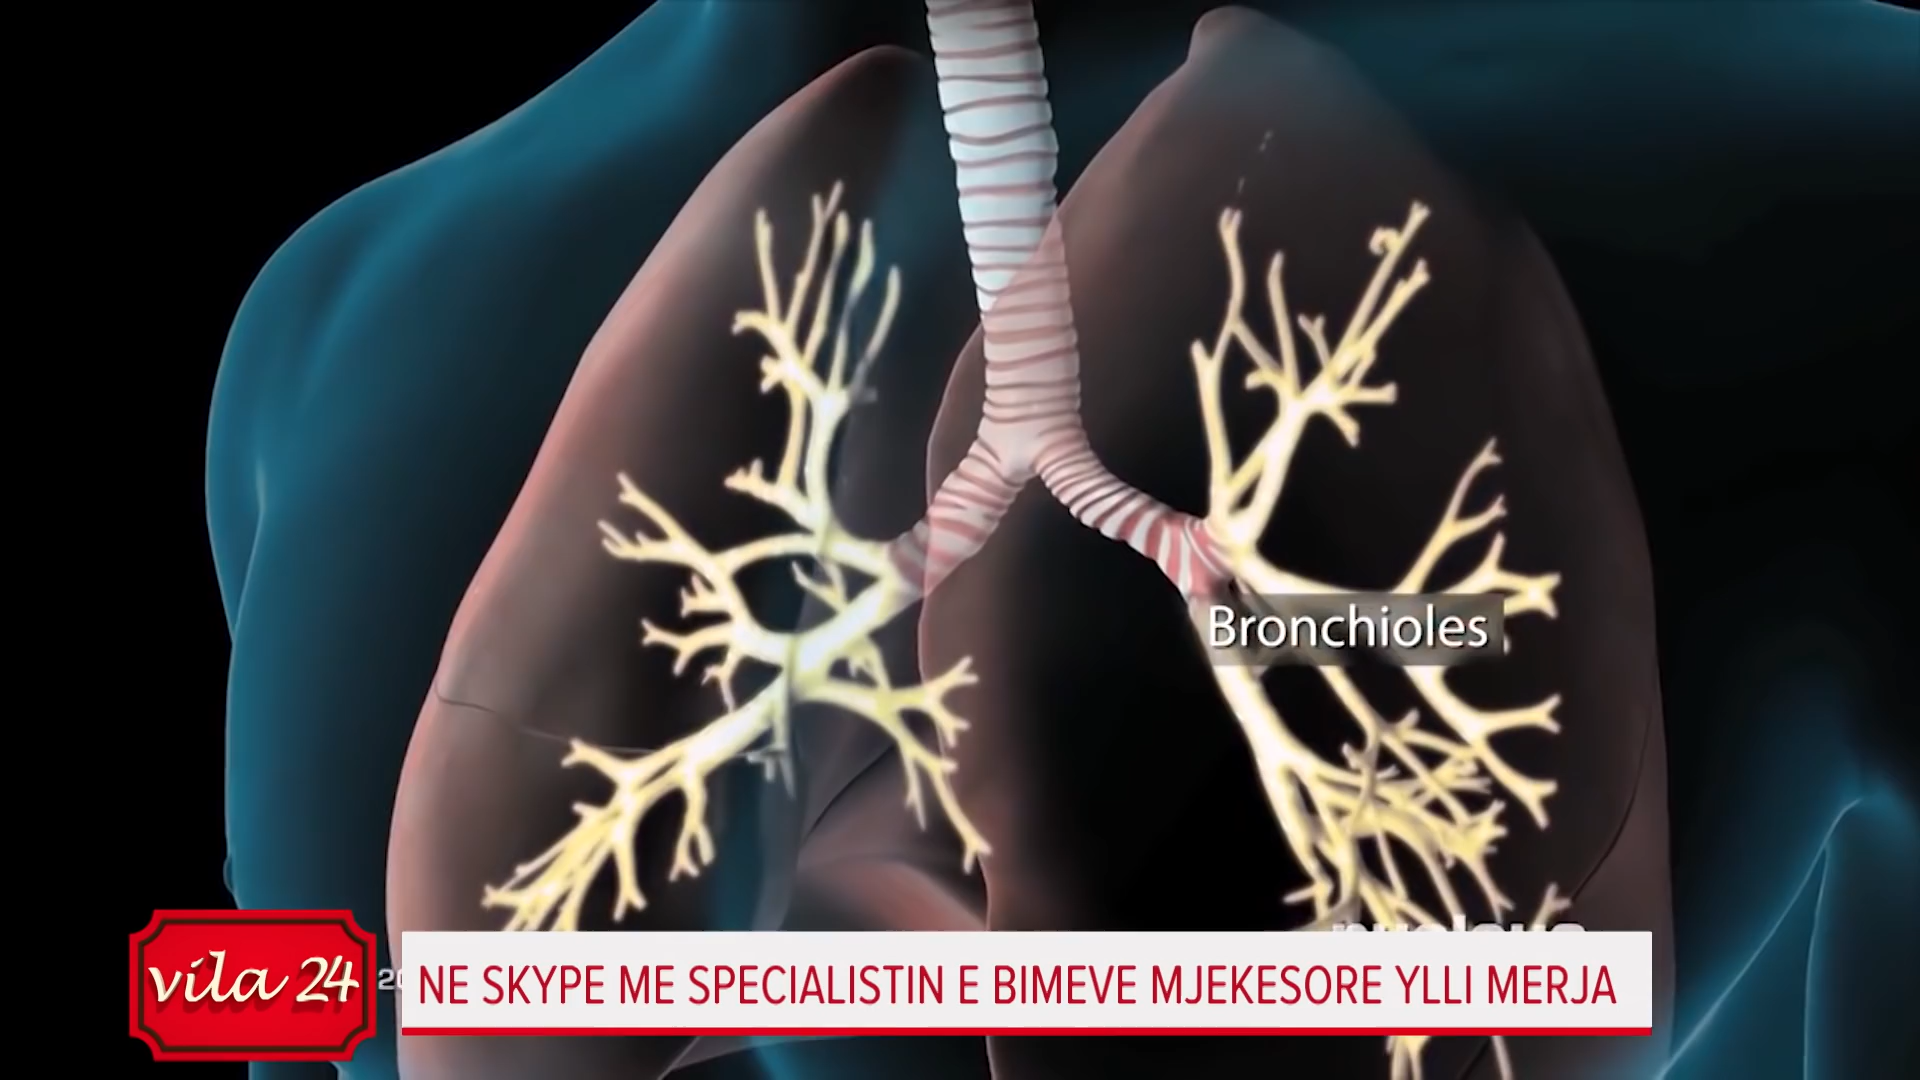 Bronchioles
vila 24
NE SKYPE ME SPECIALISTIN E BIMEVE MJEKESORE YLLI MERJA